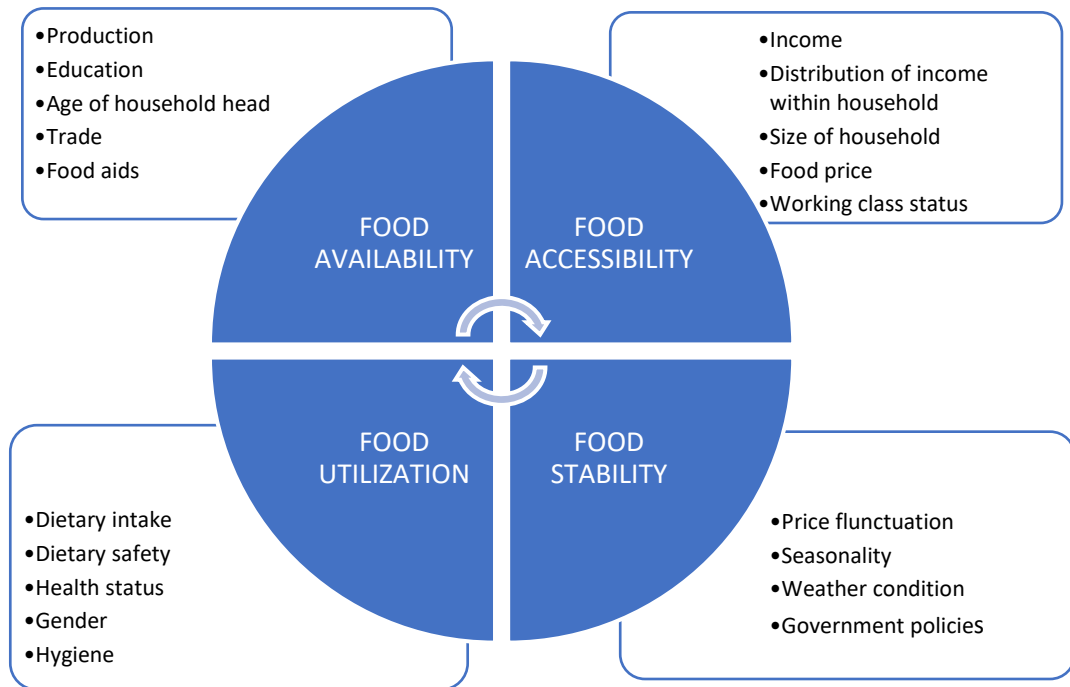 •Production
•Education
•Age of household head
•Trade
•Food aids
•Income
•Distribution of income
within household
•Size of household
•Food price
•Working class status
FOOD
AVAILABILITY
FOOD
ACCESSIBILITY
FOOD
UTILIZATION
FOOD
STABILITY
•Dietary intake
•Dietary safety
•Health status
•Gender
•Hygiene
•Price flunctuation
•Seasonality
•Weather condition
•Government policies